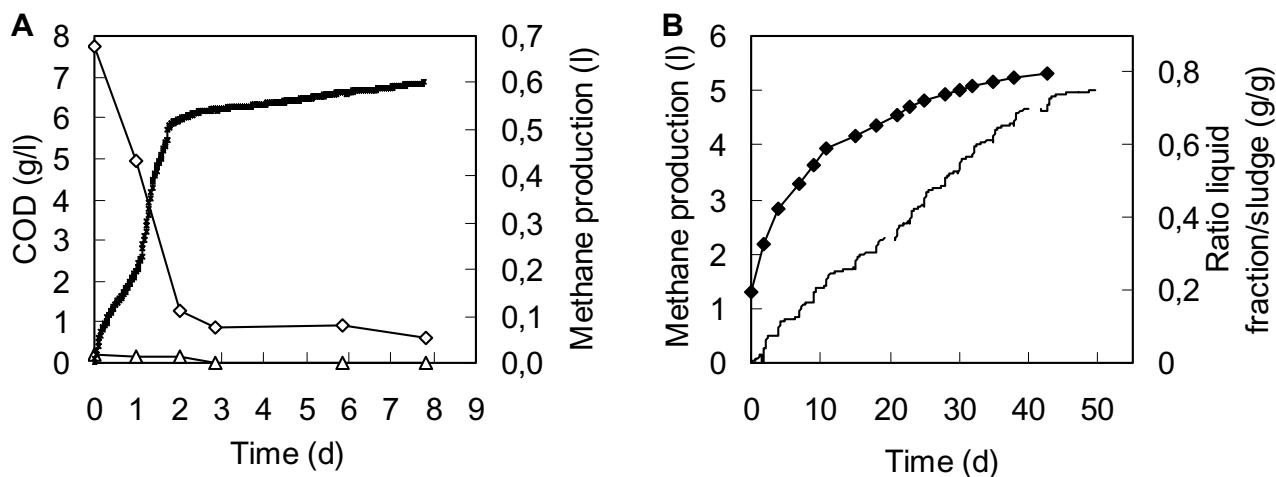 A
COD (g/l)
8
7
6
5
4
3
2
1
0
0 1 2 3 4 5 6 7 8 9
Time (d)
0,7
0,6
0,5
0,4
0,3
0,2
0,1
0,0
Methane production (l)
B
Methane production (l)
6
5
4
3
2
1
0
0 10 20 30 40 50
Time (d)
0,8
0,6
0,4
0,2
0
Ratio liquid
fraction/sludge (g/g)